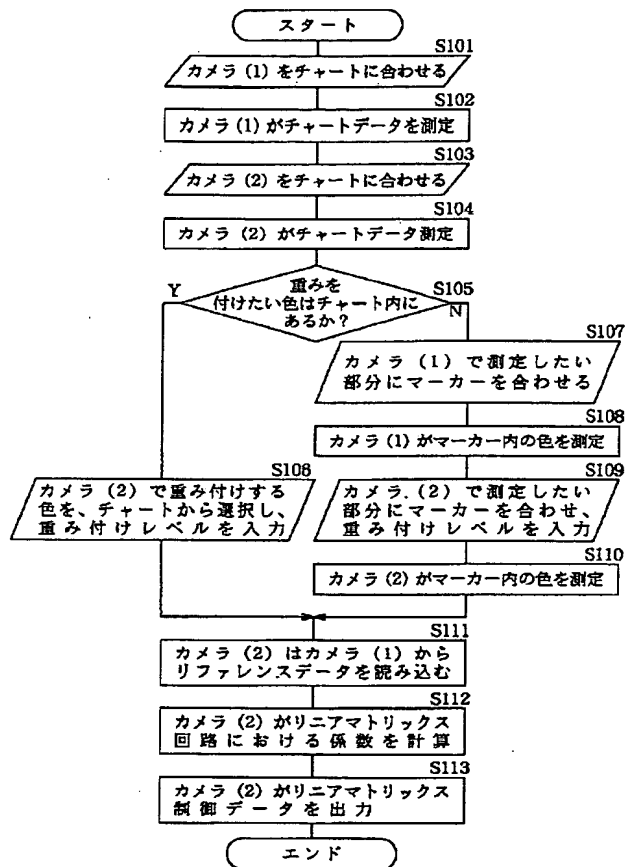 スタート
S101
カメラ(1)をチャートに合わせる
S102
カメラ(1)がチャートデータを測定
S103
カメラ(2)をチャートに合わせる
S104
カメラ(2)がチャートデータ測定
S105
重みを
付けたい色はチャート内に
あるか?
Y
N
S107
カメラ(1)で測定したい
部分にマーカーを合わせる
S108
カメラ(1)がマーカー内の色を測定
S106
カメラ(2)で重み付けする
色を、チャートから選択し、
重み付けレベルを入力
S109
カメラ(2)で測定したい
部分にマーカーを合わせ、
重み付けレベルを入力
S110
カメラ(2)がマーカー内の色を測定
S111
カメラ(2)はカメラ(1)から
リファレンスデータを読み込む
S112
カメラ(2)がリニアマトリックス
回路における係数を計算
S113
カメラ(2)がリニアマトリックス
制御データを出力
エンド